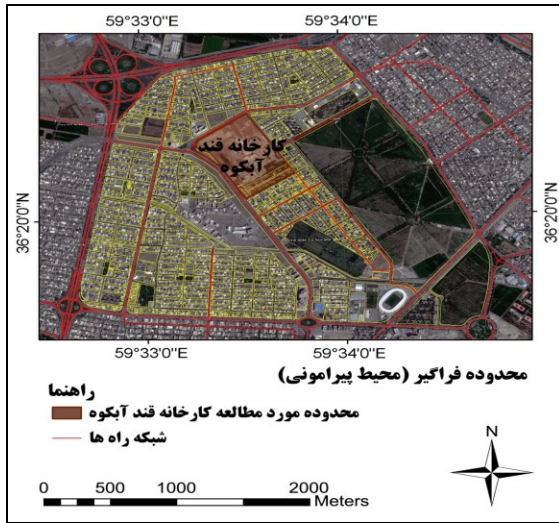 59°33'0"E 59°34'0"E
36°20'0"N
36°20'0"N
کارخانه قند
آبکوه
59°33'0"E 59°34'0"E
محدوده فراگیر (محیط پیرامونی)
راهنما
محدوده مورد مطالعه کارخانه قند آبکوه
شبکه راه ها
N
0 500 1000 2000
Meters